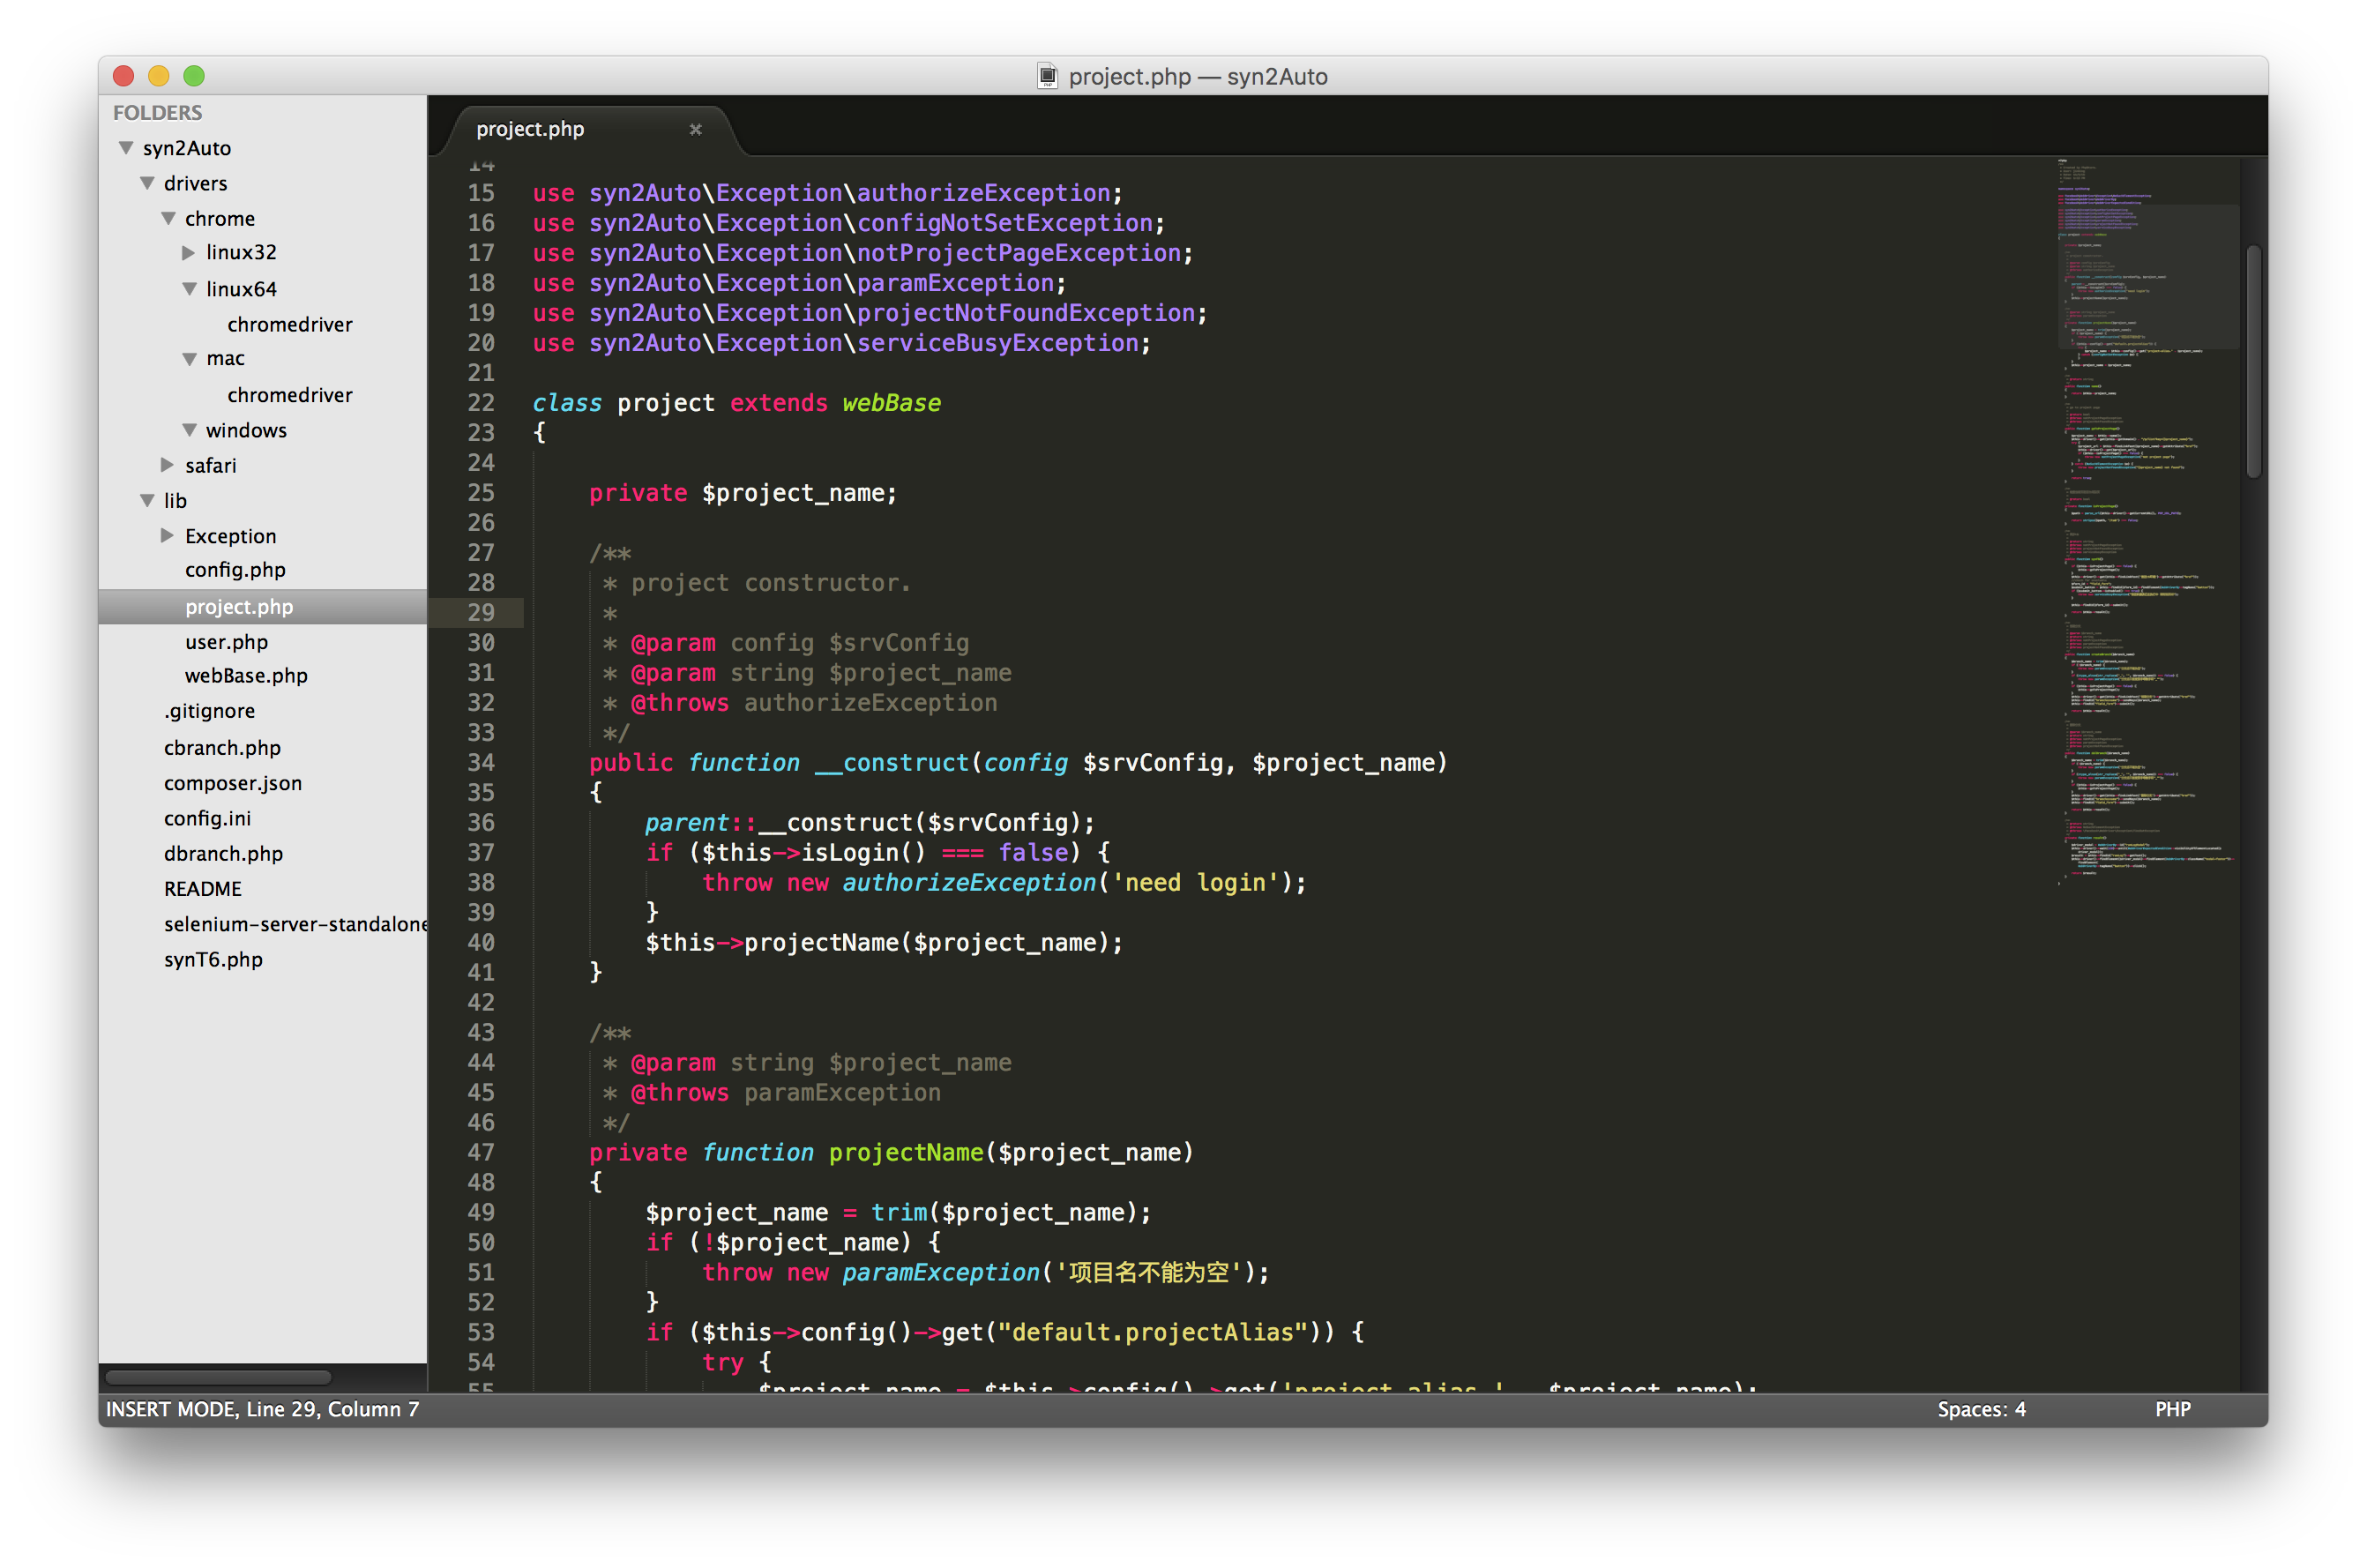 project.php — syn2Auto
FOLDERS
syn2Auto
drivers
chrome
linux32
linux64
chromedriver
mac
chromedriver
windows
safari
lib
Exception
config.php
project.php
user.php
webBase.php
.gitignore
cbranch.php
composer.json
config.ini
dbranch.php
README
selenium-server-standalone
synT6.php
project.php
14
15 use syn2Auto\Exception\authorizeException;
16 use syn2Auto\Exception\configNotSetException;
17 use syn2Auto\Exception\notProjectPageException;
18 use syn2Auto\Exception\paramException;
19 use syn2Auto\Exception\projectNotFoundException;
20 use syn2Auto\Exception\serviceBusyException;
21
22 class project extends webBase
23 {
24
25     private $project_name;
26
27     /**
28      * project constructor.
29      *
30      * @param config $srvConfig
31      * @param string $project_name
32      * @throws authorizeException
33      */
34     public function __construct(config $srvConfig, $project_name)
35     {
36         parent::__construct($srvConfig);
37         if ($this->isLogin() === false) {
38             throw new authorizeException('need login');
39         }
40         $this->projectName($project_name);
41     }
42
43     /**
44      * @param string $project_name
45      * @throws paramException
46      */
47     private function projectName($project_name)
48     {
49         $project_name = trim($project_name);
50         if (!$project_name) {
51             throw new paramException('项目名不能为空');
52         }
53         if ($this->config()->get("default.projectAlias")) {
54             try {
55                 $project_name = $this->config()->get('project_alias.' . $project_name);
INSERT MODE, Line 29, Column 7
Spaces: 4
PHP